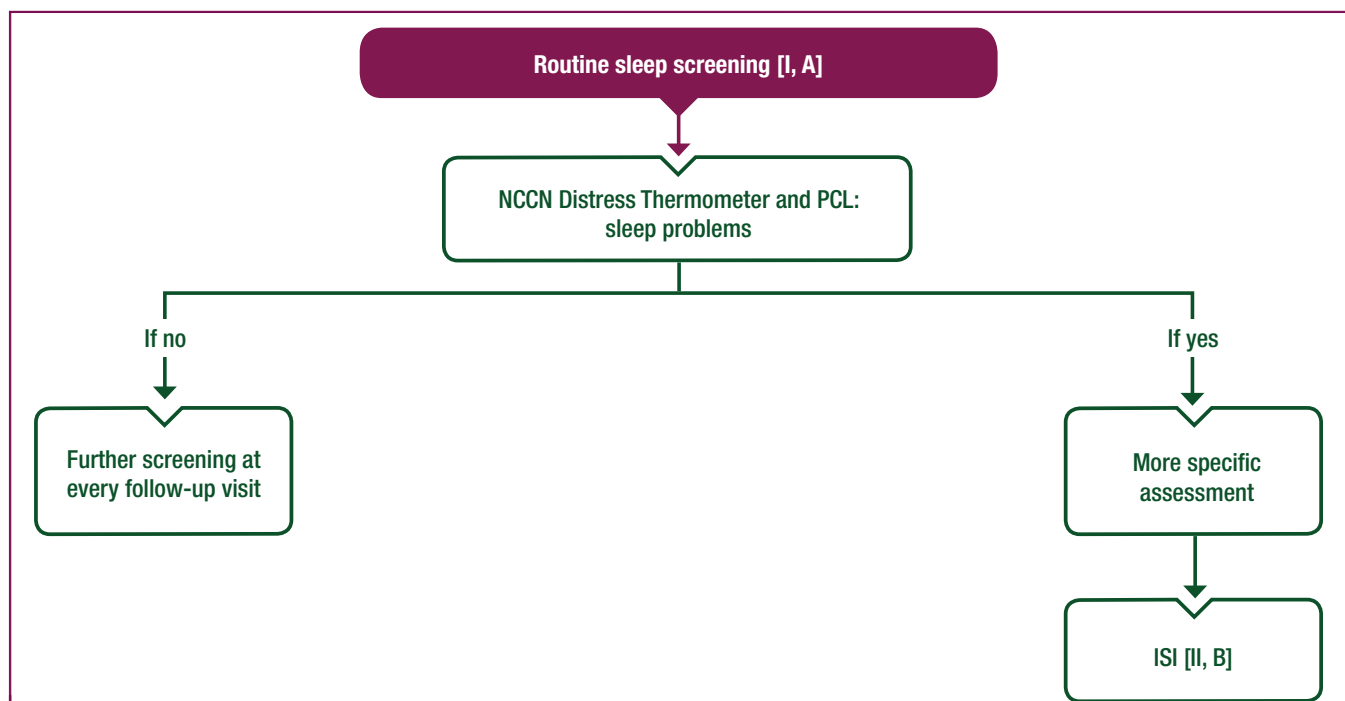 Routine sleep screening [I, A]
NCCN Distress Thermometer and PCL:
sleep problems
If no
If yes
Further screening at
every follow-up visit
More specific
assessment
ISI [II, B]